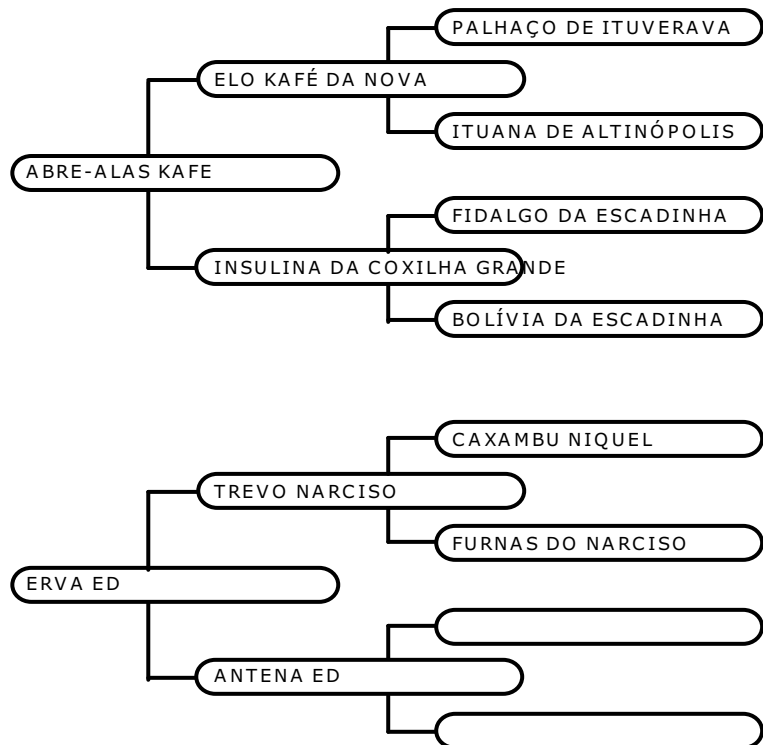 PALHAÇO DE ITUVERAVA
ELO KAFÉ DA NOVA
ITUANA DE ALTINÓPOLIS
ABRE-ALAS KAFE
FIDALGO DA ESCADINHA
INSULINA DA COXILHA GRANDE
BOLÍVIA DA ESCADINHA
CAXAMBU NIQUEL
TREVO NARCISO
FURNAS DO NARCISO
ERVA ED
ANTENA ED